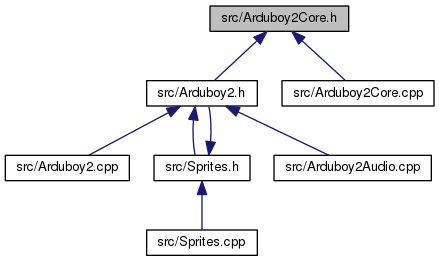 src/Arduboy2Core.h
src/Arduboy2.h
src/Arduboy2Core.cpp
src/Arduboy2.cpp
src/Sprites.h
src/Arduboy2Audio.cpp
src/Sprites.cpp